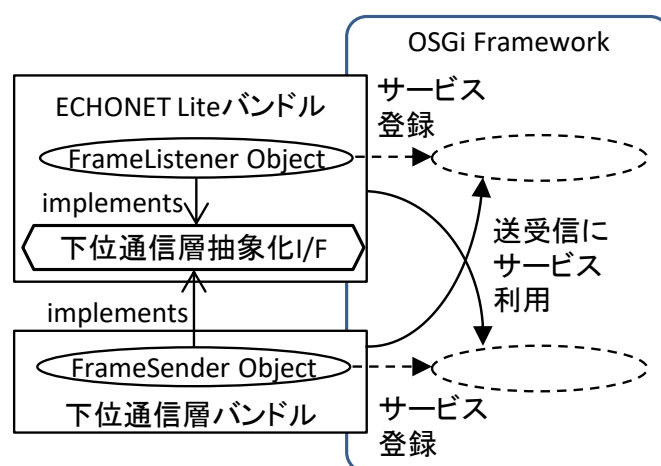 OSGi Framework
ECHONET Liteバンドル
サービス
登録
FrameListener Object
implements
下位通信層抽象化I/F
送受信に
サービス
利用
implements
FrameSender Object
下位通信層バンドル
サービス
登録